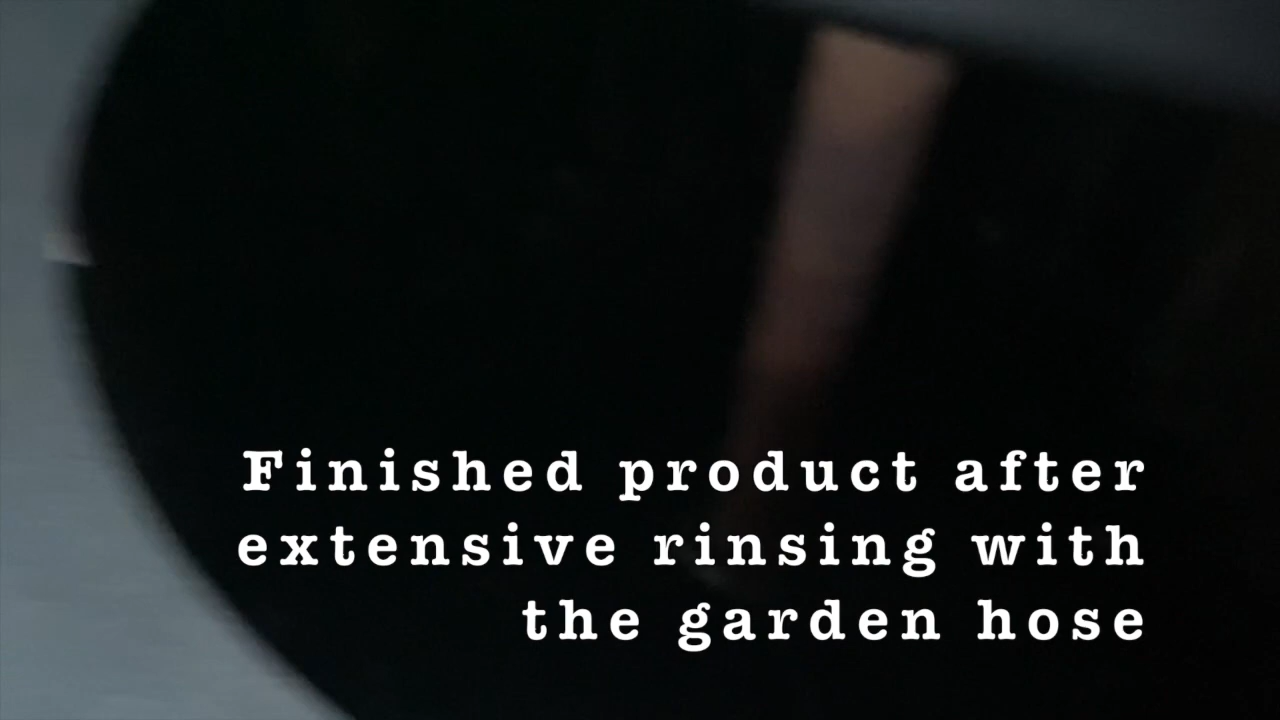 Finished product after
extensive rinsing with
the garden hose